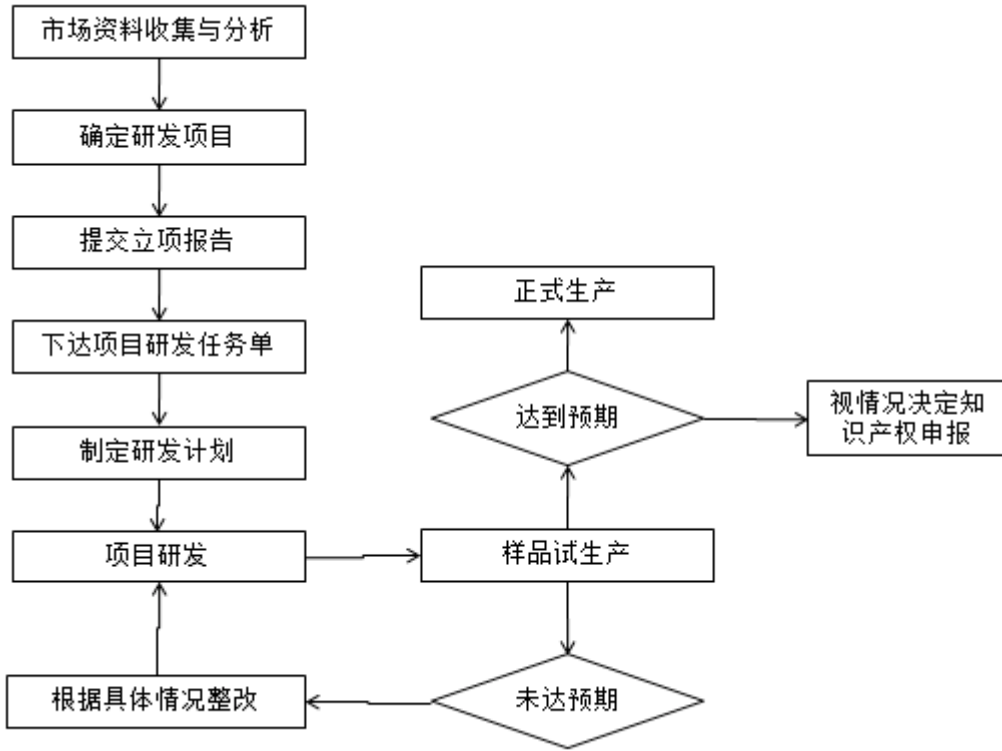 市场资料收集与分析
确定研发项目
提交立项报告
下达项目研发任务单
制定研发计划
项目研发
根据具体情况整改
正式生产
达到预期
视情况决定知
识产权申报
样品试生产
未达预期